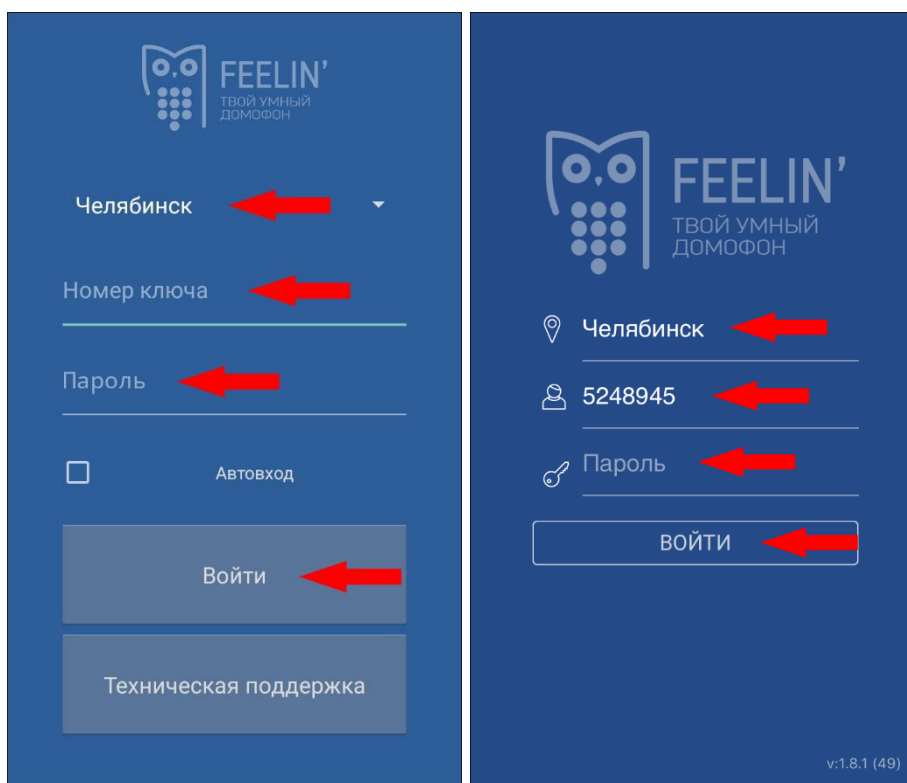 FEELIN’
ТВОЙ УМНЫЙ
ДОМОФОН
Челябинск
Номер ключа
Пароль
Автовход
Войти
Техническая поддержка
FEELIN’
ТВОЙ УМНЫЙ
ДОМОФОН
Челябинск
5248945
Пароль
ВОЙТИ
v:1.8.1 (49)